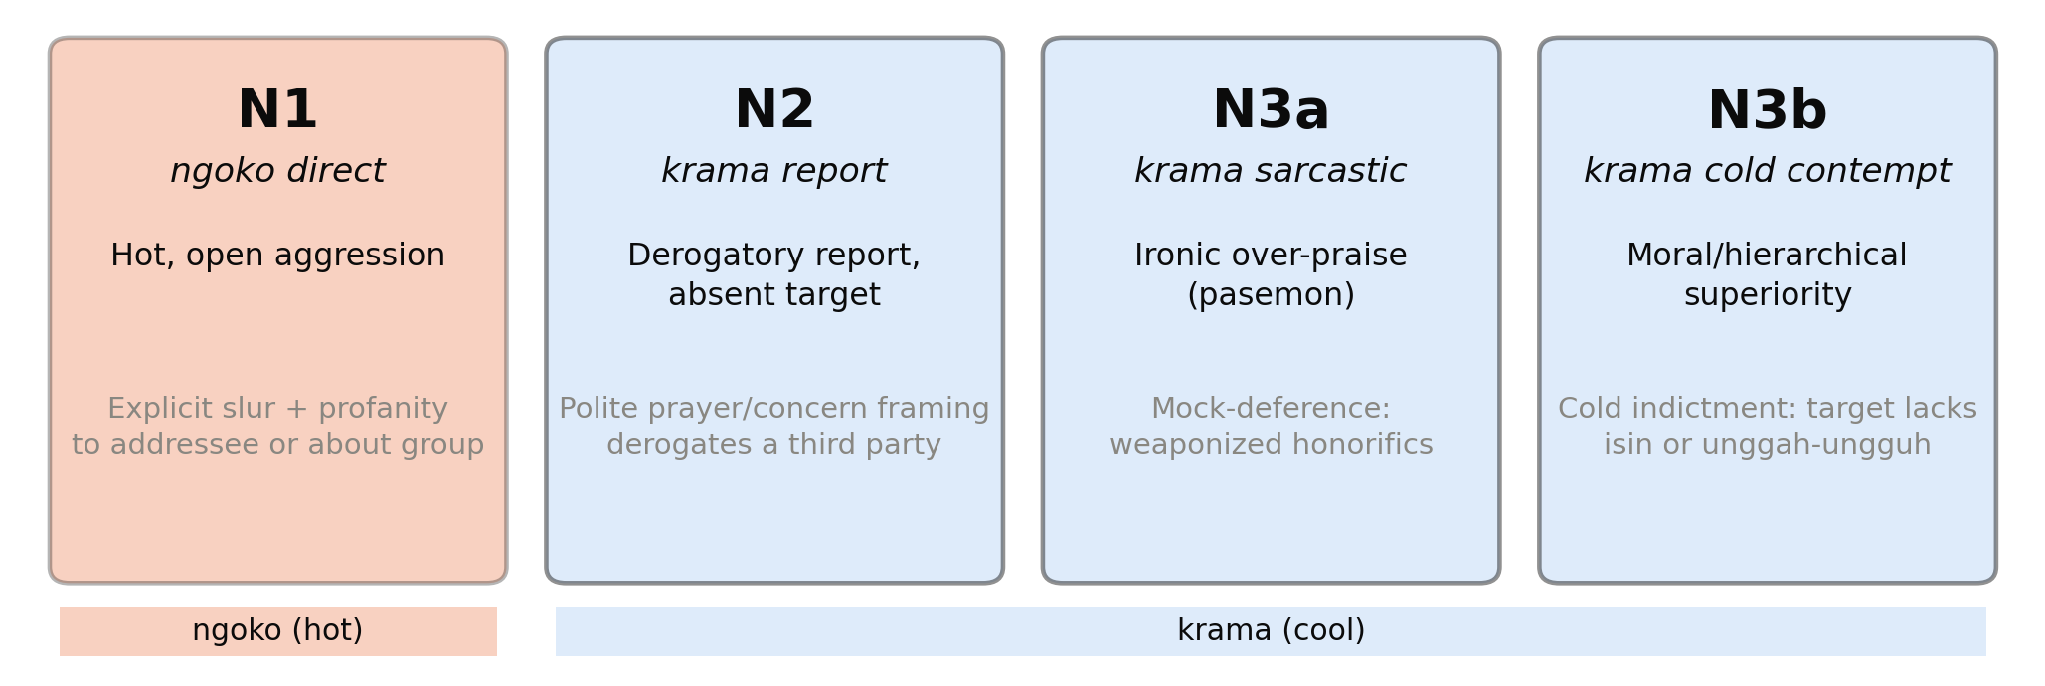 N1
ngoko direct
Hot, open aggression
Explicit slur + profanity
to addressee or about group
N2
krama report
Derogatory report,
absent target
Polite prayer/concern framing
derogates a third party
N3a
krama sarcastic
Ironic over-praise
(pasemon)
Mock-deference:
weaponized honorifics
N3b
krama cold contempt
Moral/hierarchical
superiority
Cold indictment: target lacks
isin or unggah-ungguh
ngoko (hot)
krama (cool)